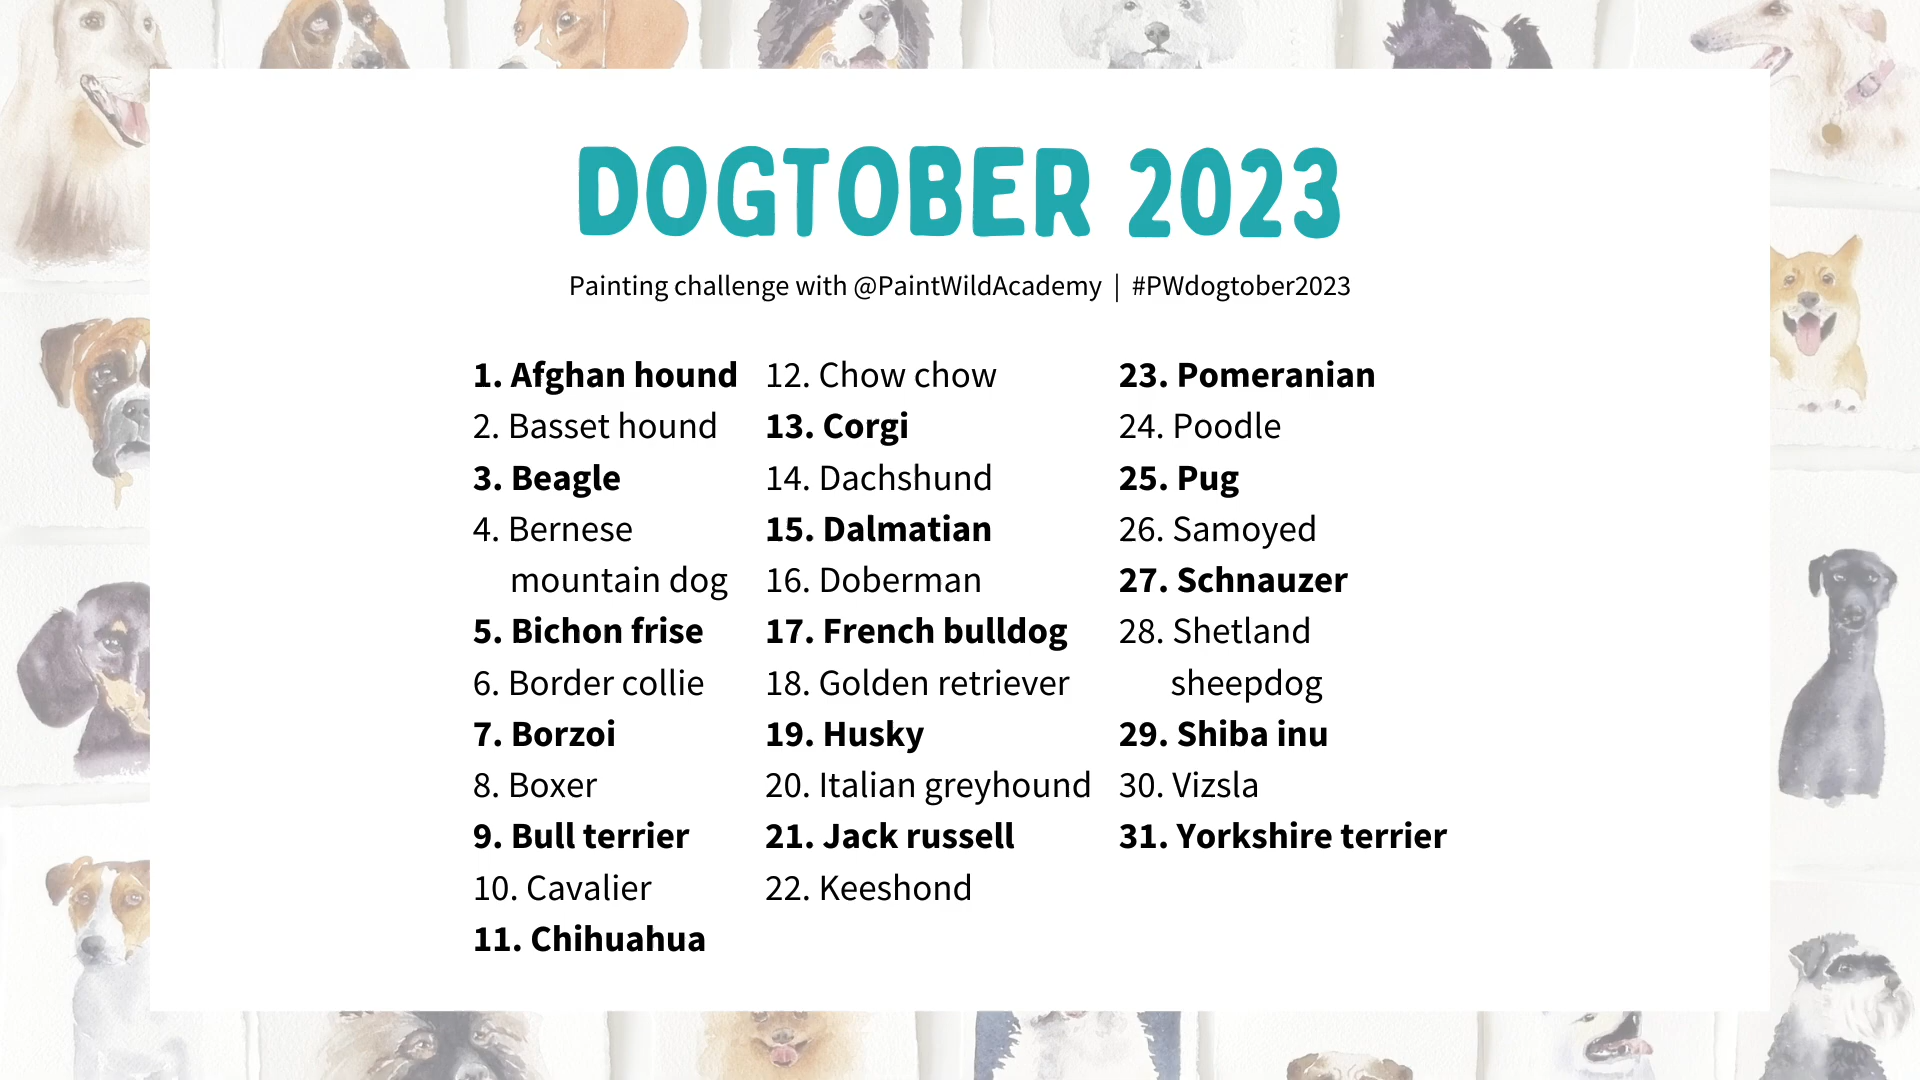 DOGTOBER 2023
Painting challenge with @PaintWildAcademy | #PWdogtober2023
1. Afghan hound
2. Basset hound
3. Beagle
4. Bernese
mountain dog
5. Bichon frise
6. Border collie
7. Borzoi
8. Boxer
9. Bull terrier
10. Cavalier
11. Chihuahua
12. Chow chow
13. Corgi
14. Dachshund
15. Dalmatian
16. Doberman
17. French bulldog
18. Golden retriever
19. Husky
20. Italian greyhound
21. Jack russell
22. Keeshond
23. Pomeranian
24. Poodle
25. Pug
26. Samoyed
27. Schnauzer
28. Shetland
sheepdog
29. Shiba inu
30. Vizsla
31. Yorkshire terrier